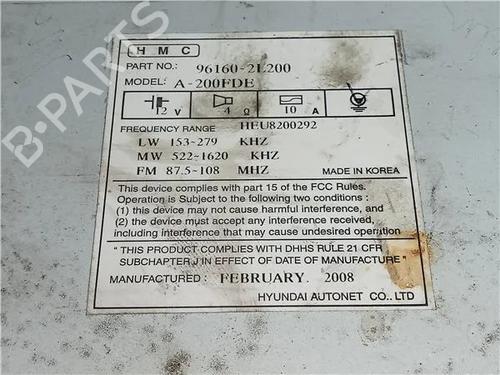 HMC
PART NO.: 96160-2L200
MODEL: A-200FDE
12 V 4 Ω 10 A
FREQUENCY RANGE HEU8200292
LW 153~279 KHZ
MW 522~1620 KHZ
FM 87.5~108 MHZ MADE IN KOREA
This device complies with part 15 of the FCC Rules.
Operation is Subject to the following two conditions :
(1) this device may not cause harmful interference, and
(2) the device must accept any interference received,
including interference that may cause undesired operation
" THIS PRODUCT COMPLIES WITH DHHS RULE 21 CFR
SUBCHAPTER J IN EFFECT OF DATE OF MANUFACTURE "
MANUFACTURED: FEBRUARY. 2008
HYUNDAI AUTONET CO.., LTD
B-PARTS